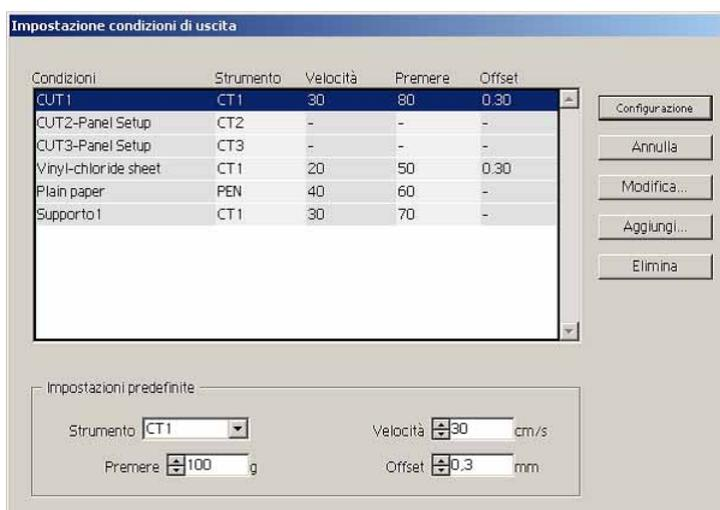 Impostazione condizioni di uscita
Condizioni Strumento Velocità Premere Offset
CUT1 CT1 30 80 0.30
CUT2-Panel Setup CT2 - - -
CUT3-Panel Setup CT3 - - -
Vinyl-chloride sheet CT1 20 50 0.30
Plain paper PEN 40 60 -
Supporto1 CT1 30 70 -
Configurazione
Annulla
Modifica...
Aggiungi...
Elimina
Impostazioni predefinite
Strumento CT1 Velocità 30 cm/s
Premere 100 g Offset 0,3 mm